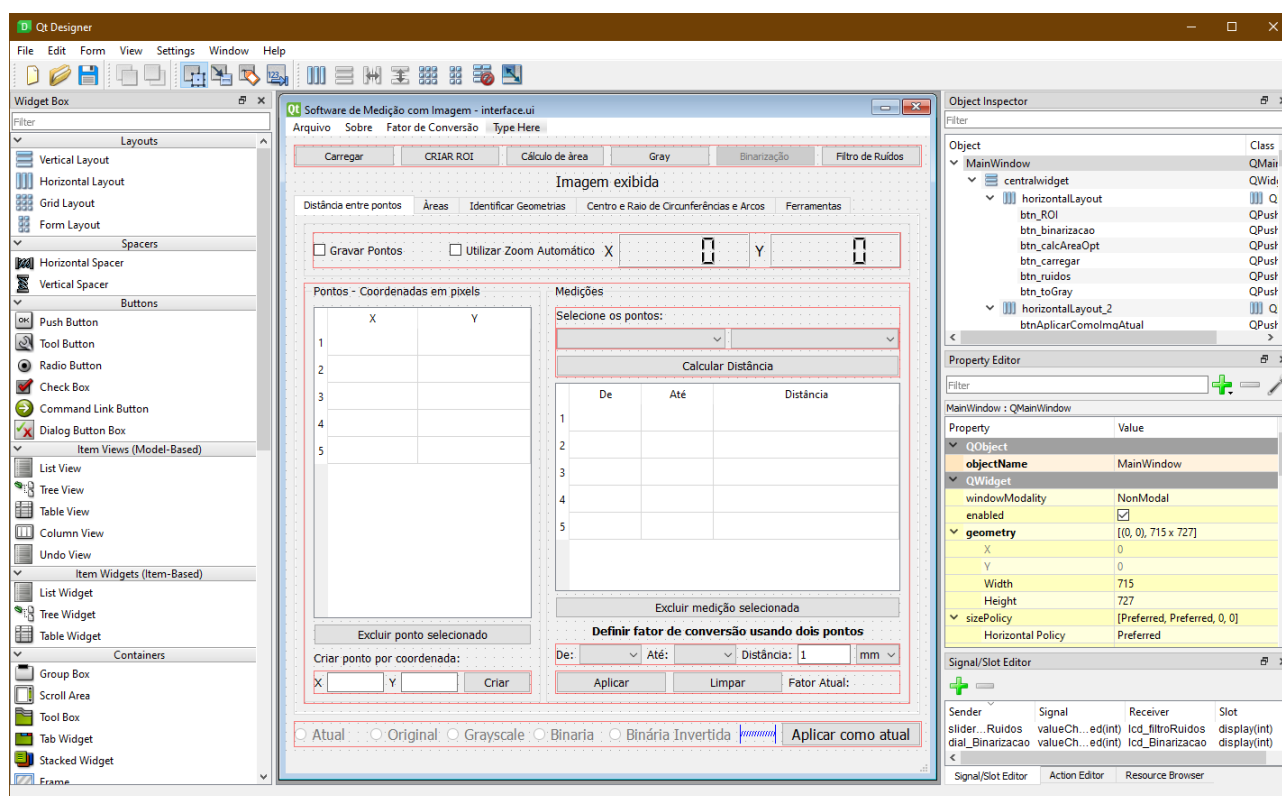 Qt Designer
File Edit Form View Settings Window Help
Widget Box
Filter
Layouts
Vertical Layout
Horizontal Layout
Grid Layout
Form Layout
Spacers
Horizontal Spacer
Vertical Spacer
Buttons
Push Button
Tool Button
Radio Button
Check Box
Command Link Button
Dialog Button Box
Item Views (Model-Based)
List View
Tree View
Table View
Column View
Undo View
Item Widgets (Item-Based)
List Widget
Tree Widget
Table Widget
Containers
Group Box
Scroll Area
Tool Box
Tab Widget
Stacked Widget
Frame
Qt Software de Medição com Imagem - interface.ui
Arquivo Sobre Fator de Conversão Type Here
Carregar CRIAR ROI Cálculo de àrea Gray Binarização Filtro de Ruídos
Imagem exibida
Distância entre pontos Àreas Identificar Geometrias Centro e Raio de Circunferências e Arcos Ferramentas
Gravar Pontos Utilizar Zoom Automático X 0 Y 0
Pontos - Coordenadas em pixels
X Y
1
2
3
4
5
Excluir ponto selecionado
Criar ponto por coordenada:
X Y Criar
Medições
Selecione os pontos:
Calcular Distância
De Até Distância
1
2
3
4
5
Excluir medição selecionada
Definir fator de conversão usando dois pontos
De: Até: Distância: 1 mm
Aplicar Limpar Fator Atual:
Atual Original Grayscale Binaria Binária Invertida Aplicar como atual
Object Inspector
Filter
Object Class
MainWindow QMair
centralwidget QWid
horizontalLayout Q
btn_ROI QPush
btn_binarizacao QPush
btn_calcAreaOpt QPush
btn_carregar QPush
btn_ruidos QPush
btn_toGray QPush
horizontalLayout_2 Q
btnAplicarComoImgAtual QPush
Property Editor
Filter
MainWindow : QMainWindow
Property Value
QObject
objectName MainWindow
QWidget
windowModality NonModal
enabled
geometry [(0, 0), 715 x 727]
X 0
Y 0
Width 715
Height 727
sizePolicy [Preferred, Preferred, 0, 0]
Horizontal Policy Preferred
Signal/Slot Editor
Sender Signal Receiver Slot
slider...Ruidos valueCh...ed(int) lcd_filtroRuidos display(int)
dial_Binarizacao valueCh...ed(int) lcd_Binarizacao display(int)
Signal/Slot Editor Action Editor Resource Browser